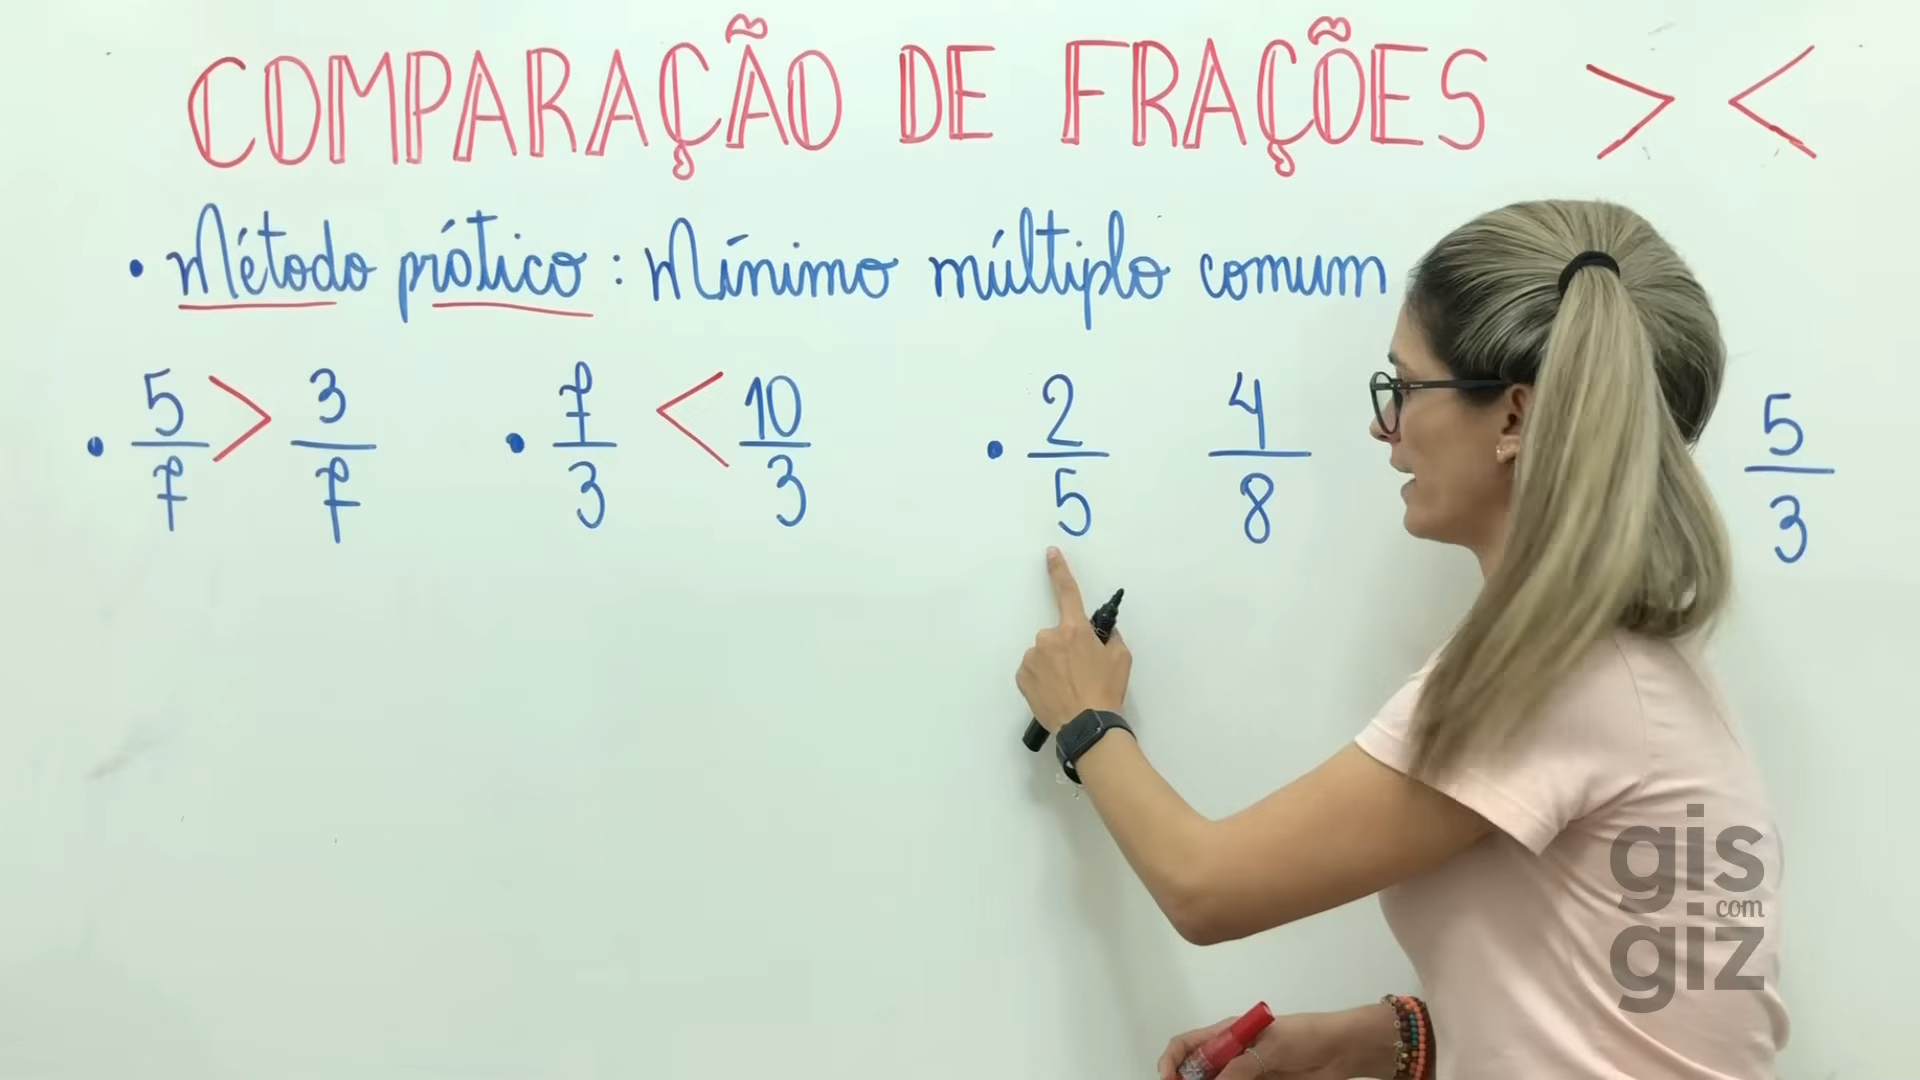 COMPARAÇÃO DE FRAÇÕES > <
• Método prático: Mínimo múltiplo comum
• 5/7 > 3/7 • 7/3 < 10/3 • 2/5 4/8 5/3
gis
com
giz